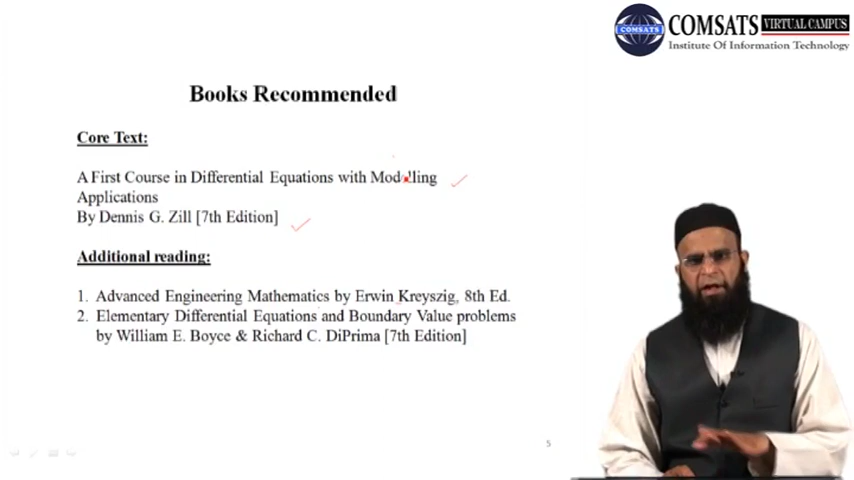 COMSATS
COMSATS VIRTUAL CAMPUS
Institute Of Information Technology
Books Recommended
Core Text:
A First Course in Differential Equations with Modelling
Applications
By Dennis G. Zill [7th Edition]
Additional reading:
1. Advanced Engineering Mathematics by Erwin Kreyszig, 8th Ed.
2. Elementary Differential Equations and Boundary Value problems
by William E. Boyce & Richard C. DiPrima [7th Edition]
5